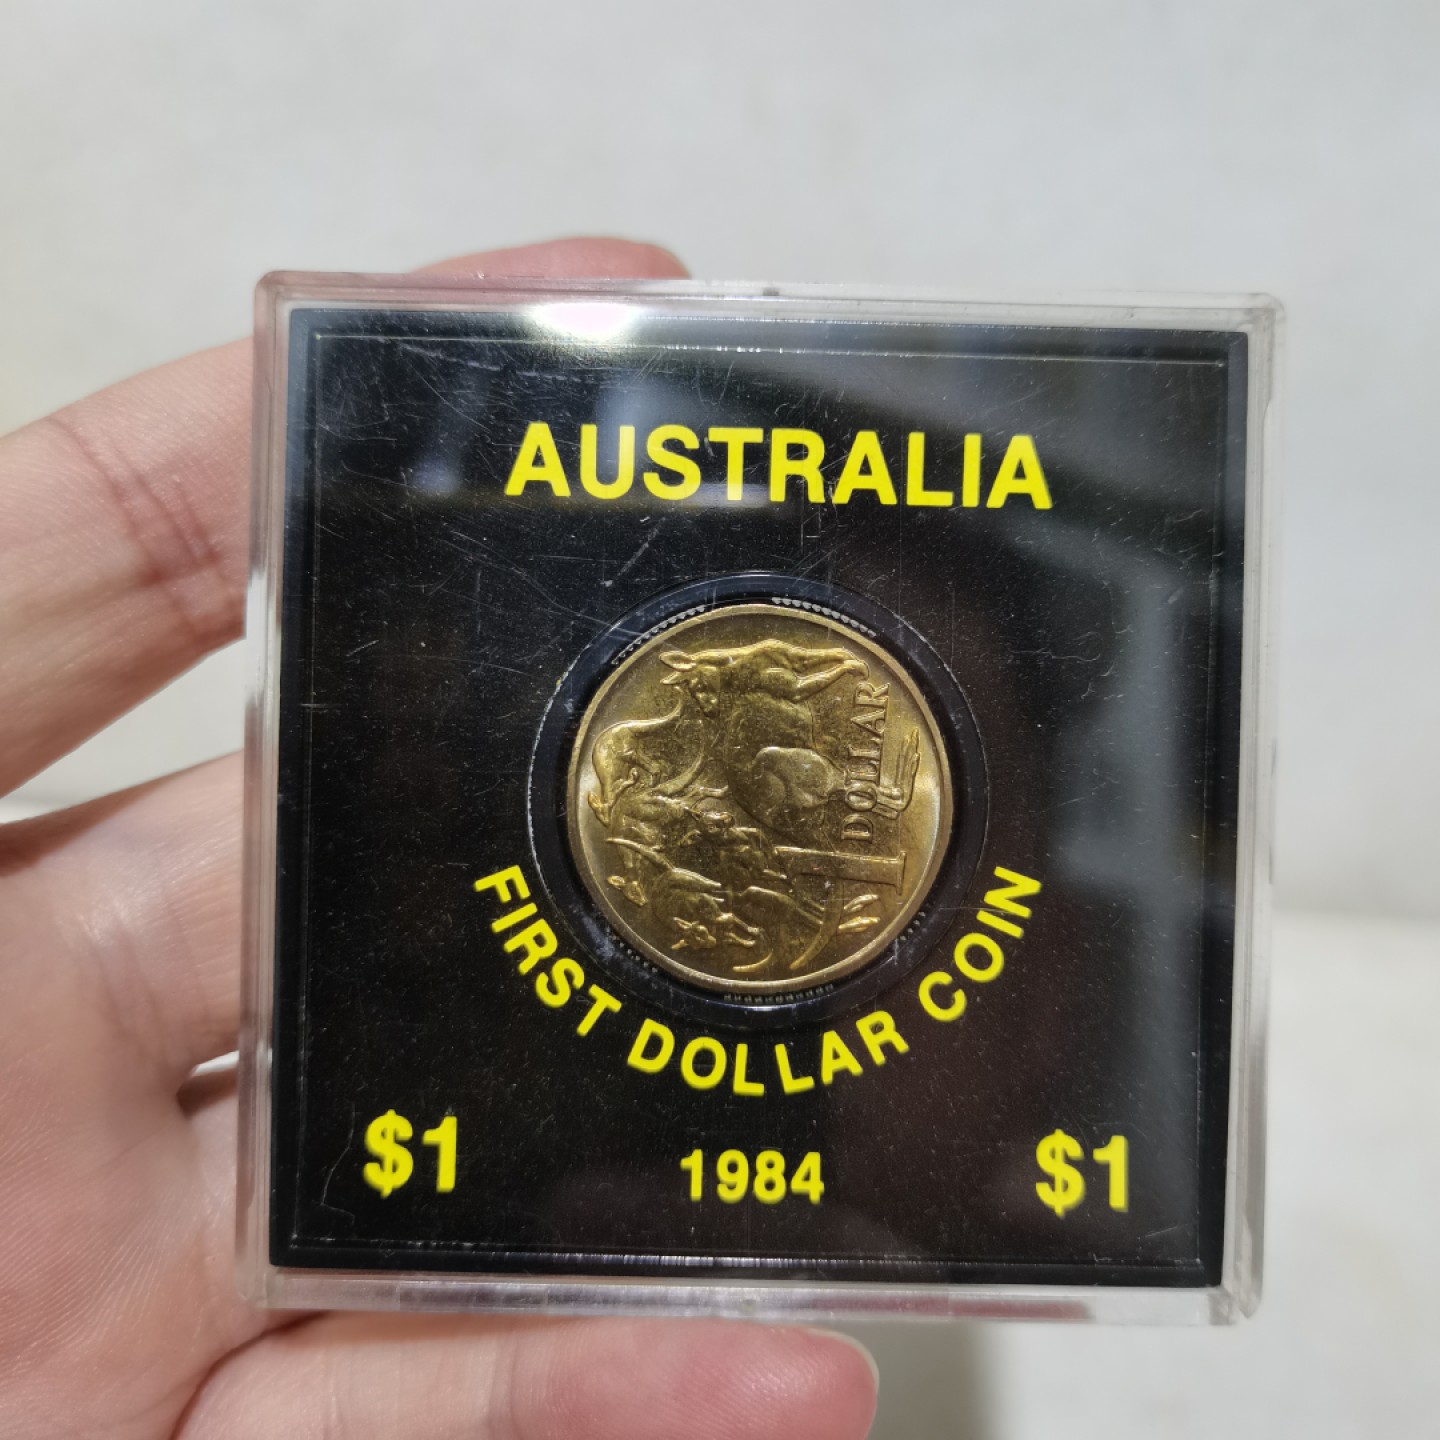 AUSTRALIA
1 DOLLAR
FIRST DOLLAR COIN
$1 1984 $1